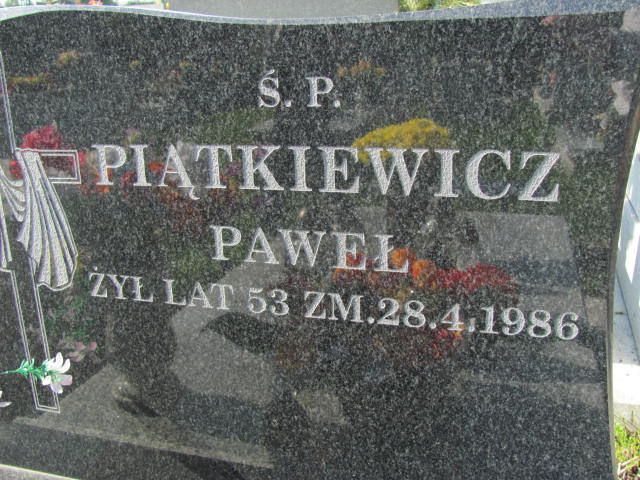 Ś. P.
PIĄTKIEWICZ
PAWEŁ
ŻYŁ LAT 53 ZM.28.4.1986